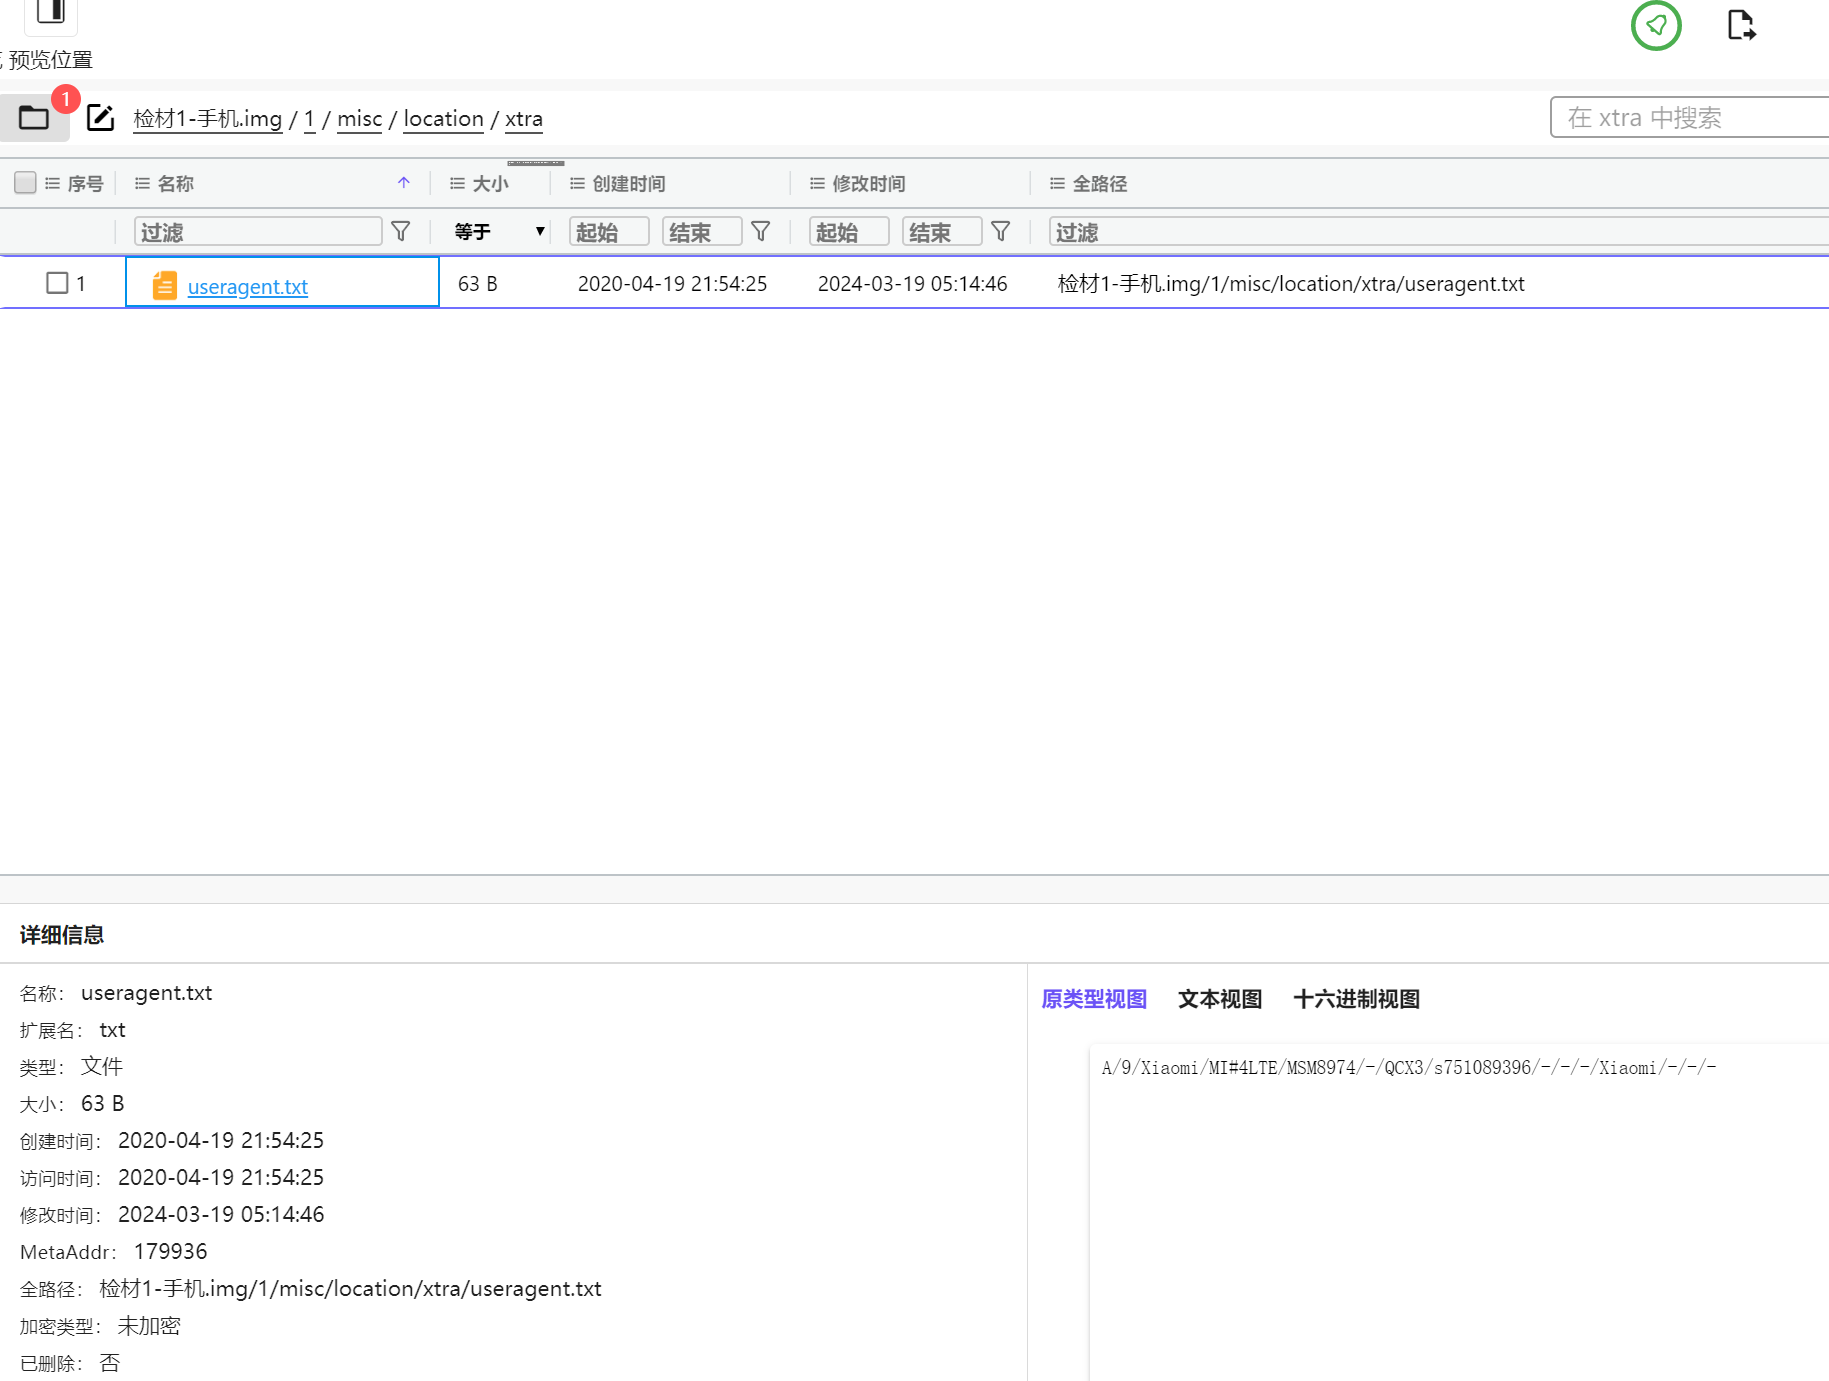 预览位置
1
检材1-手机.img / 1 / misc / location / xtra
在 xtra 中搜索
序号 名称 大小 创建时间 修改时间 全路径
过滤 等于 起始 结束 起始 结束 过滤
1 useragent.txt 63 B 2020-04-19 21:54:25 2024-03-19 05:14:46 检材1-手机.img/1/misc/location/xtra/useragent.txt
详细信息
名称： useragent.txt
扩展名： txt
类型： 文件
大小： 63 B
创建时间： 2020-04-19 21:54:25
访问时间： 2020-04-19 21:54:25
修改时间： 2024-03-19 05:14:46
MetaAddr： 179936
全路径： 检材1-手机.img/1/misc/location/xtra/useragent.txt
加密类型： 未加密
已删除： 否
原类型视图 文本视图 十六进制视图
A/9/Xiaomi/MI#4LTE/MSM8974/-/QCX3/s751089396/-/-/-/Xiaomi/-/-/-